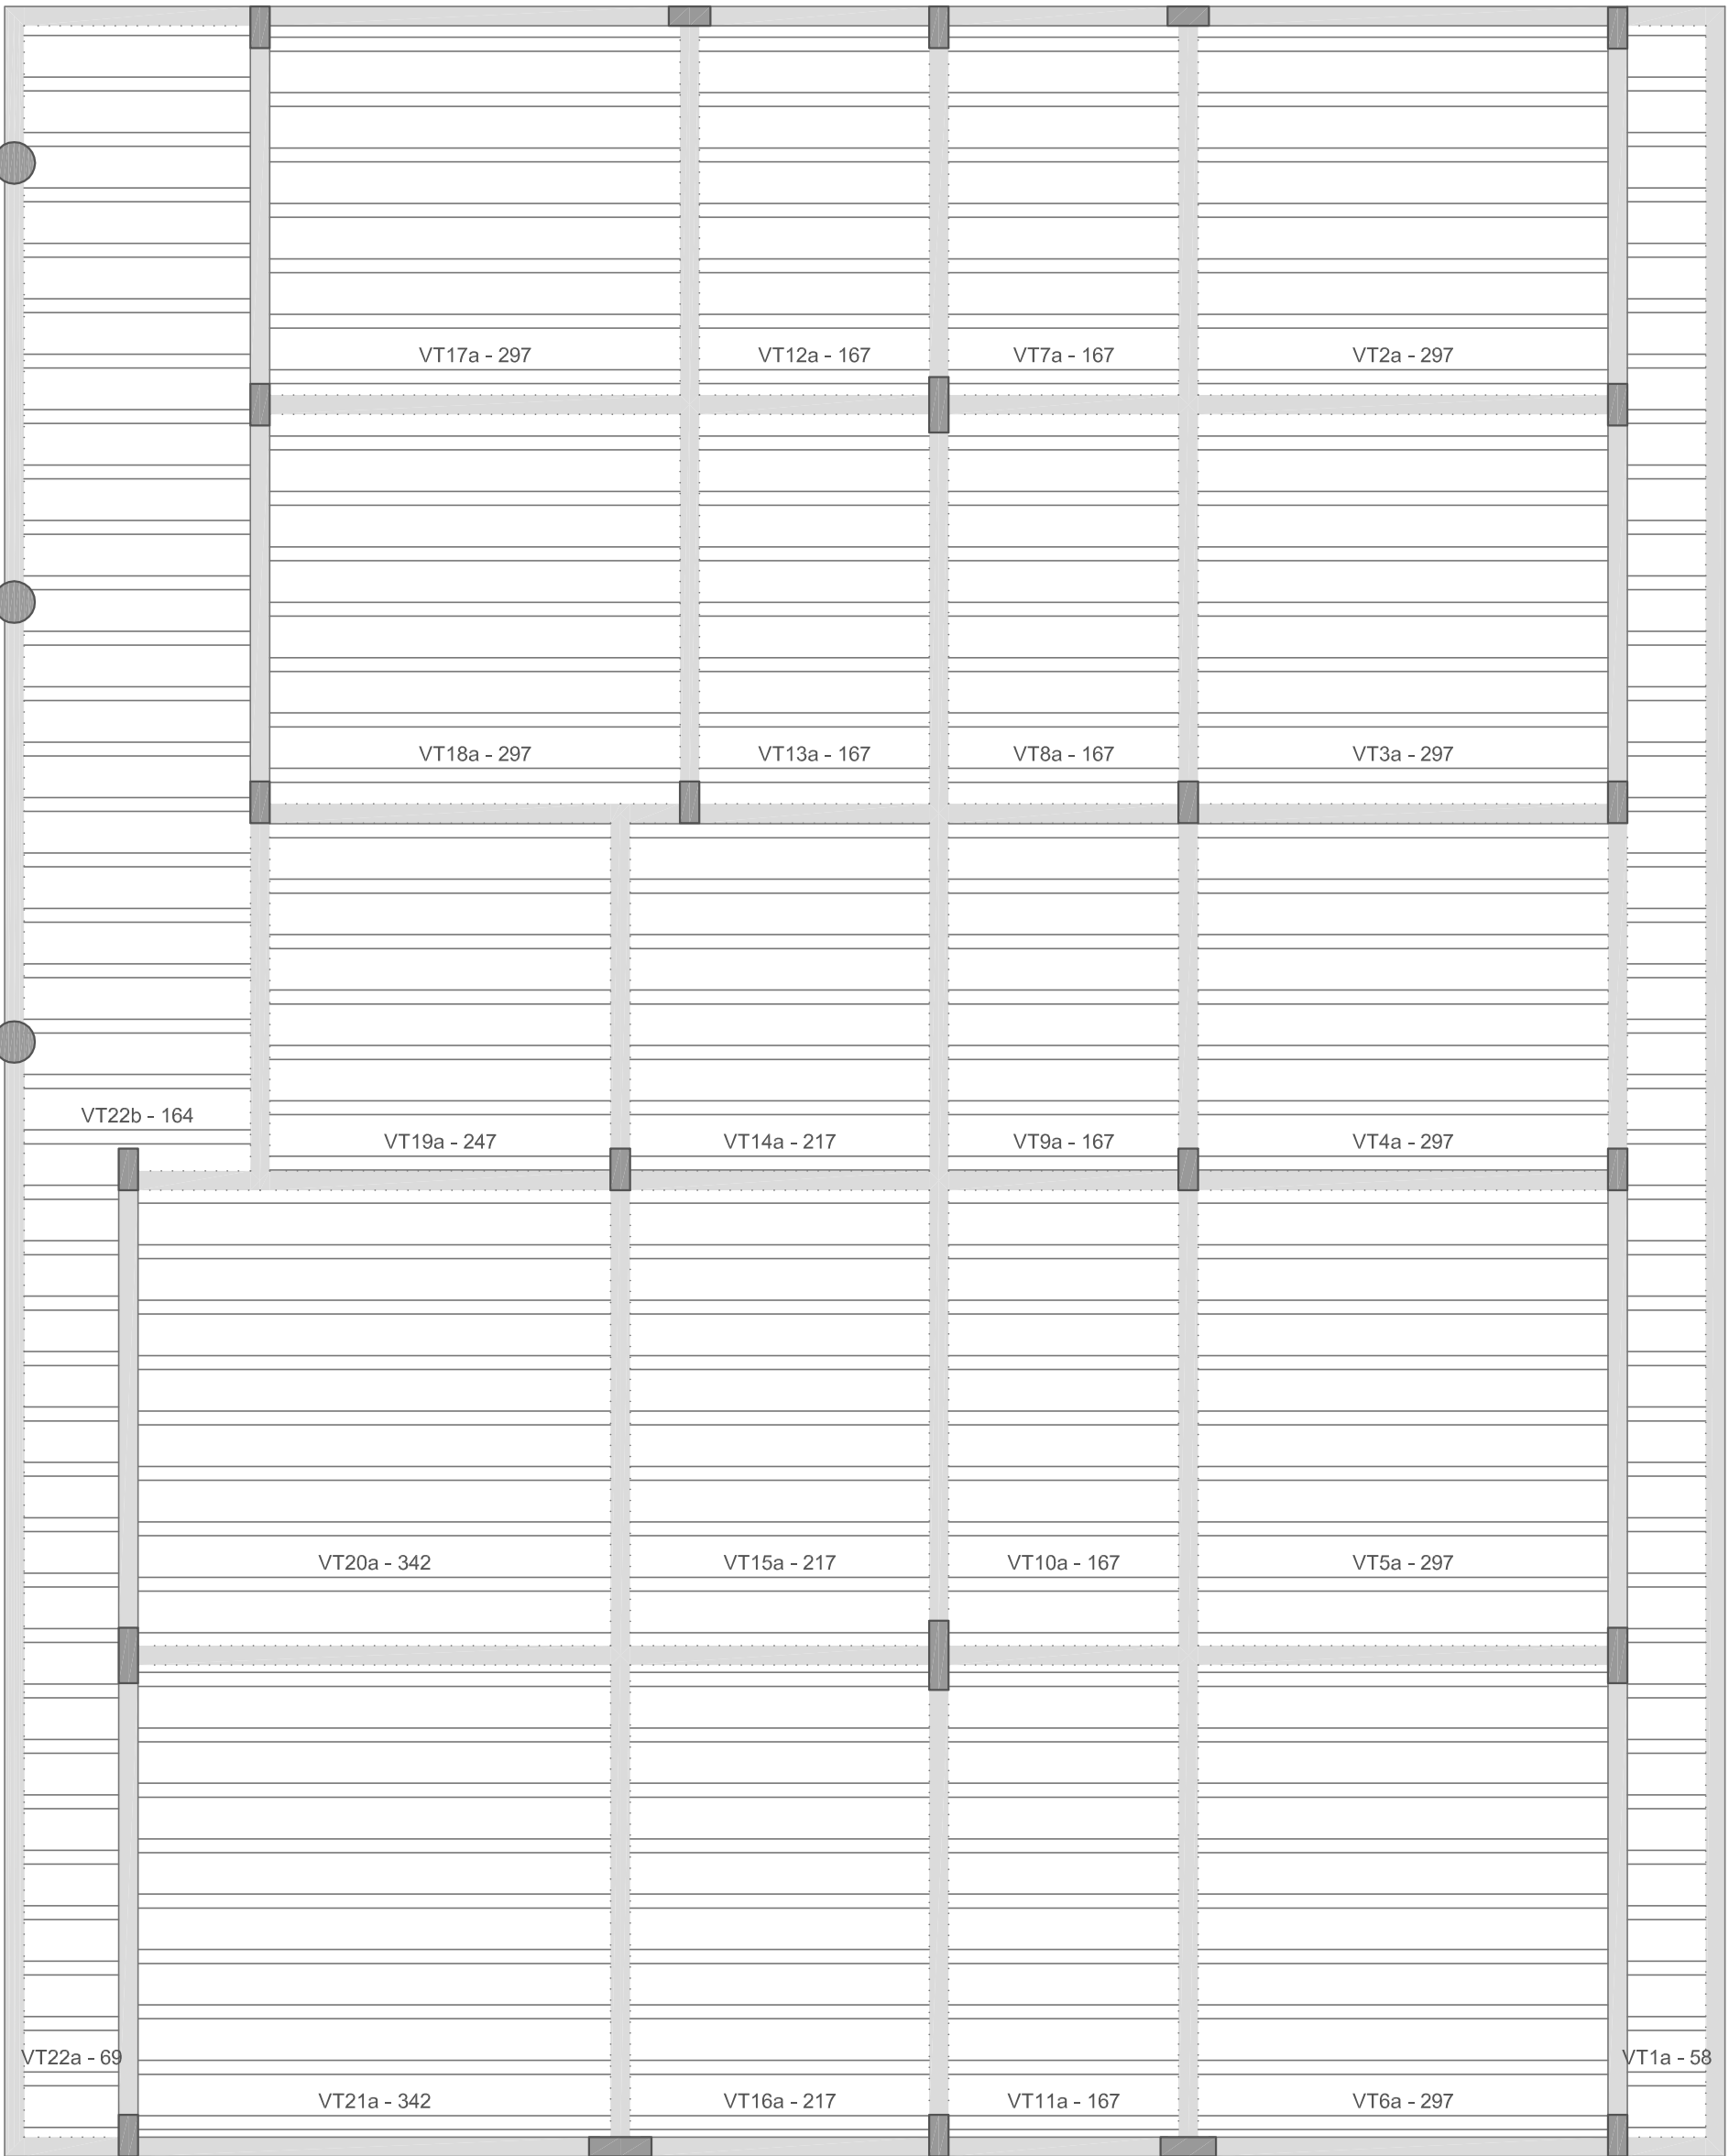 VT17a - 297
VT12a - 167
VT7a - 167
VT2a - 297
VT18a - 297
VT13a - 167
VT8a - 167
VT3a - 297
VT22b - 164
VT19a - 247
VT14a - 217
VT9a - 167
VT4a - 297
VT20a - 342
VT15a - 217
VT10a - 167
VT5a - 297
VT22a - 69
VT1a - 58
VT21a - 342
VT16a - 217
VT11a - 167
VT6a - 297